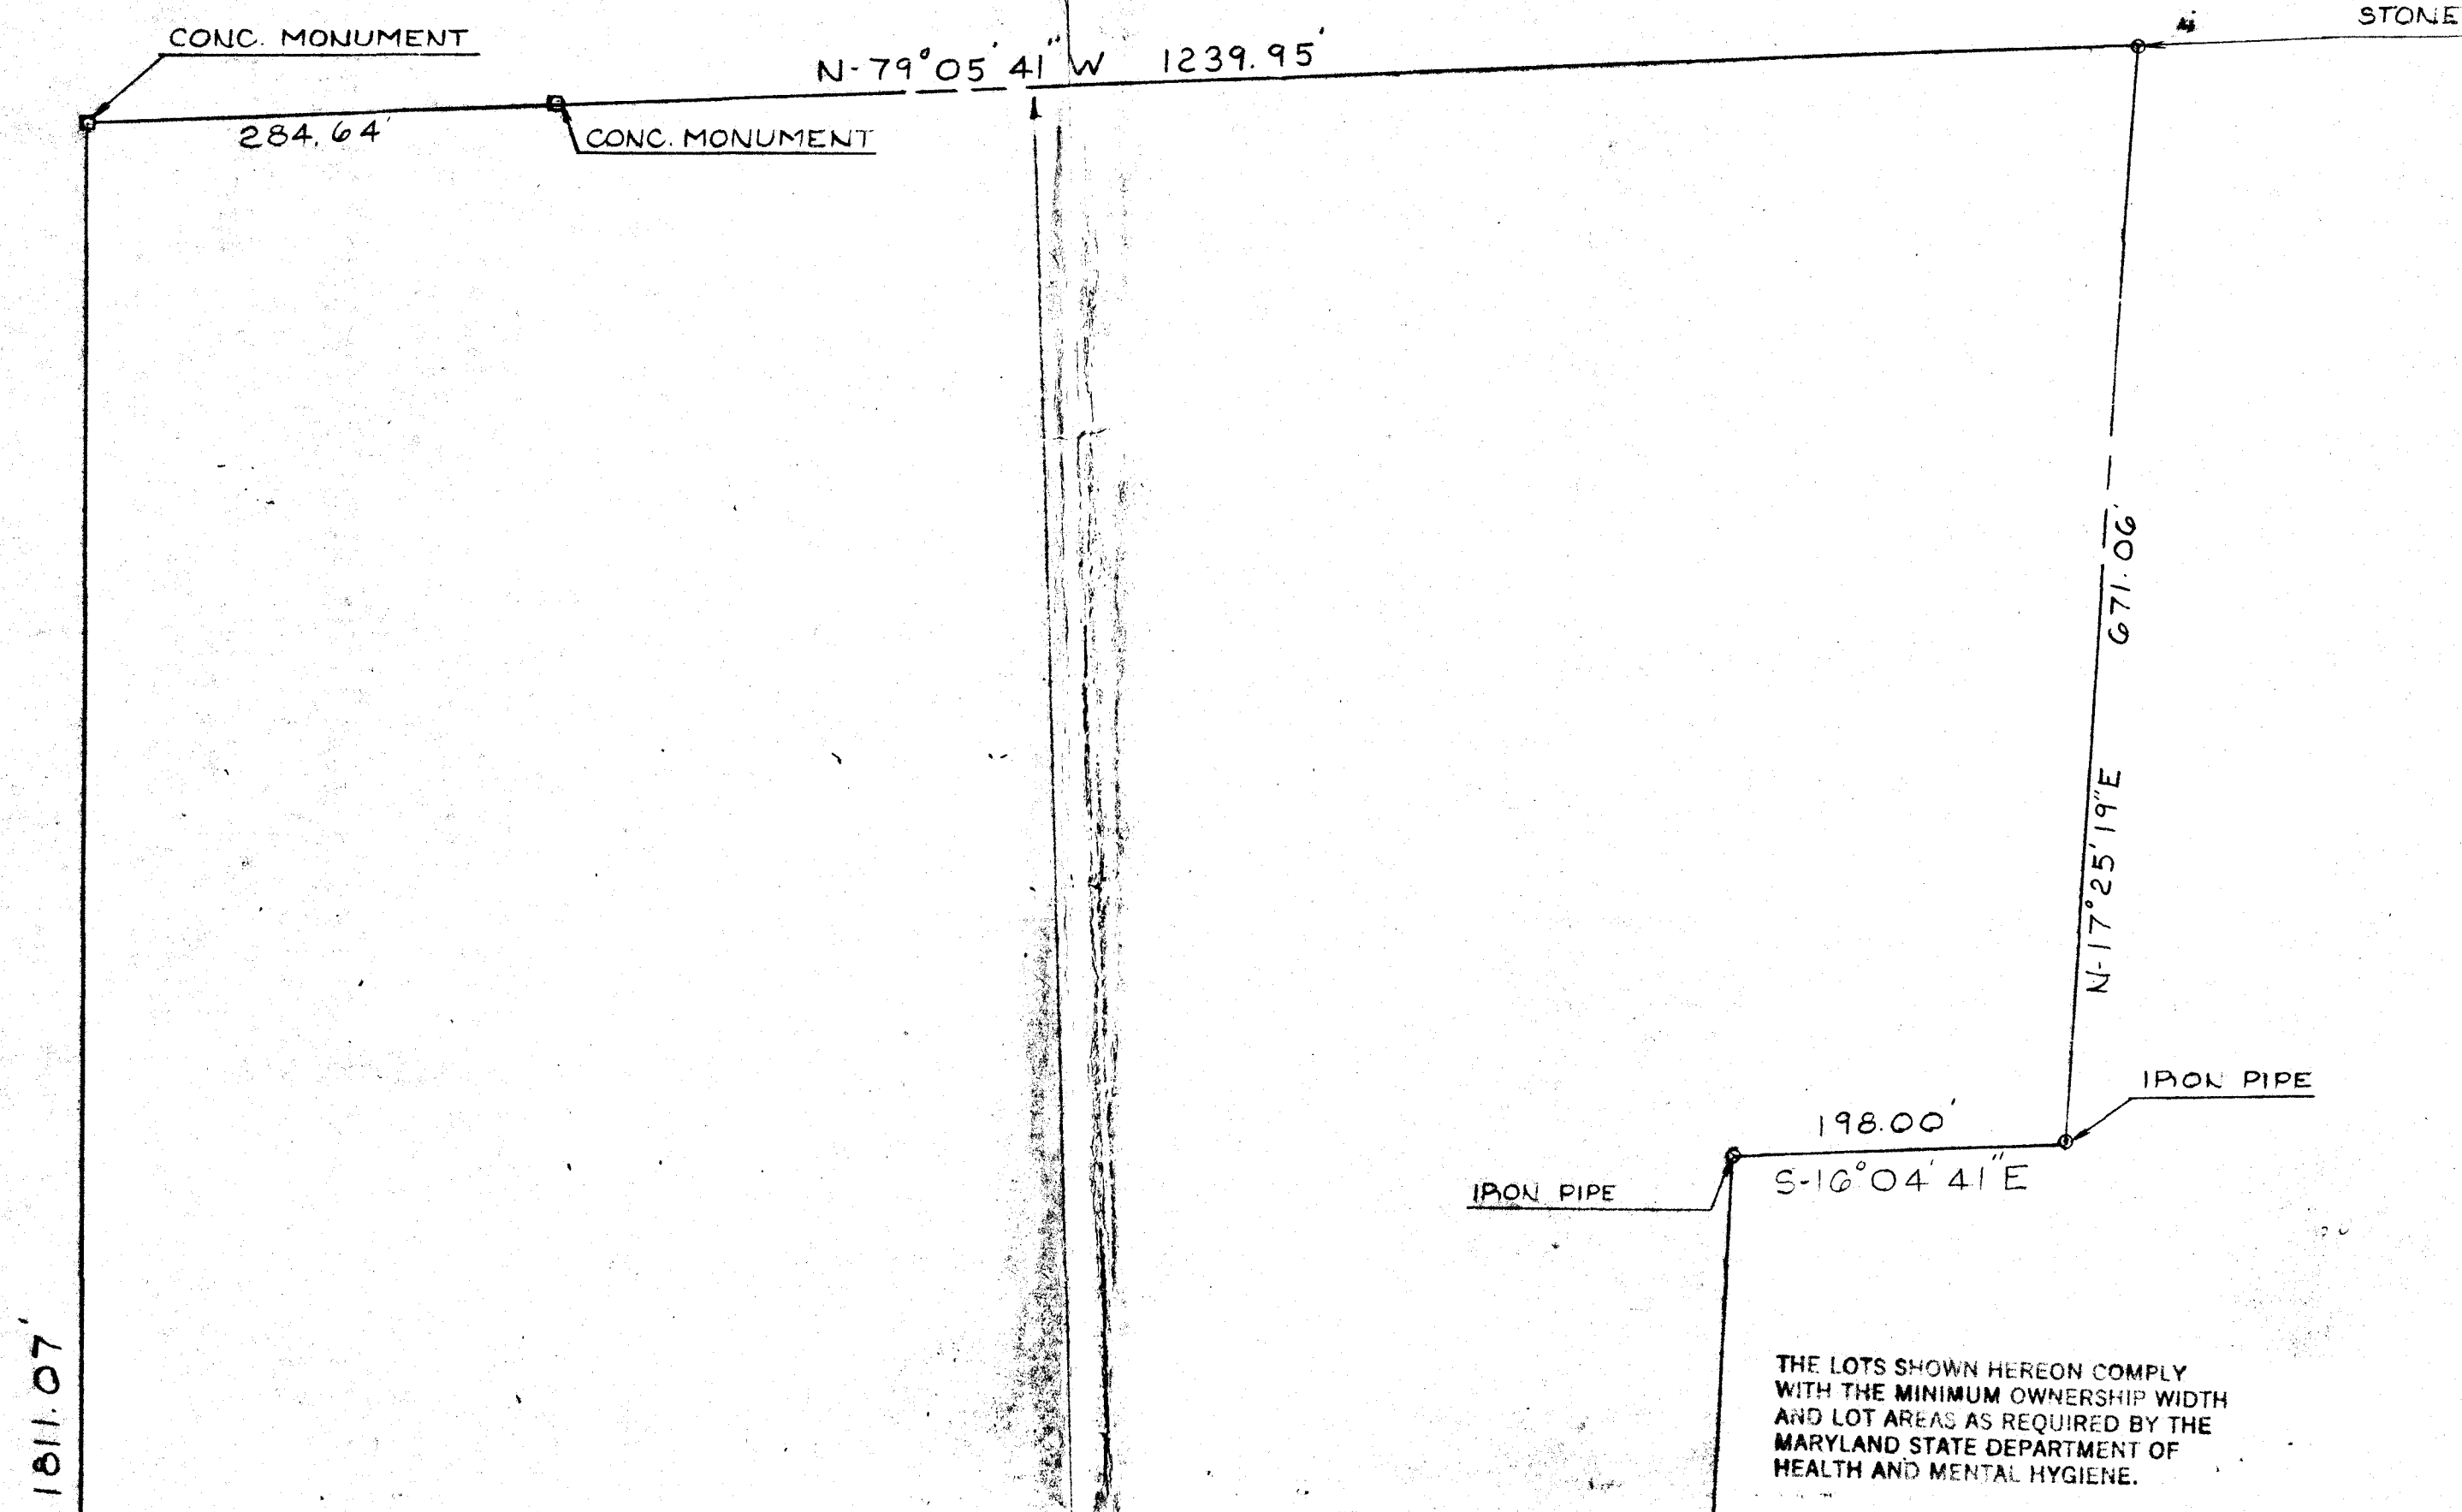 STONE
CONC. MONUMENT
N-79°05'41"W 1239.95'
284.64'
CONC. MONUMENT
671.06'
N-17°25'19"E
IRON PIPE
198.00'
S-16°04'41"E
IRON PIPE
1811.07'
THE LOTS SHOWN HEREON COMPLY
WITH THE MINIMUM OWNERSHIP WIDTH
AND LOT AREAS AS REQUIRED BY THE
MARYLAND STATE DEPARTMENT OF
HEALTH AND MENTAL HYGIENE.